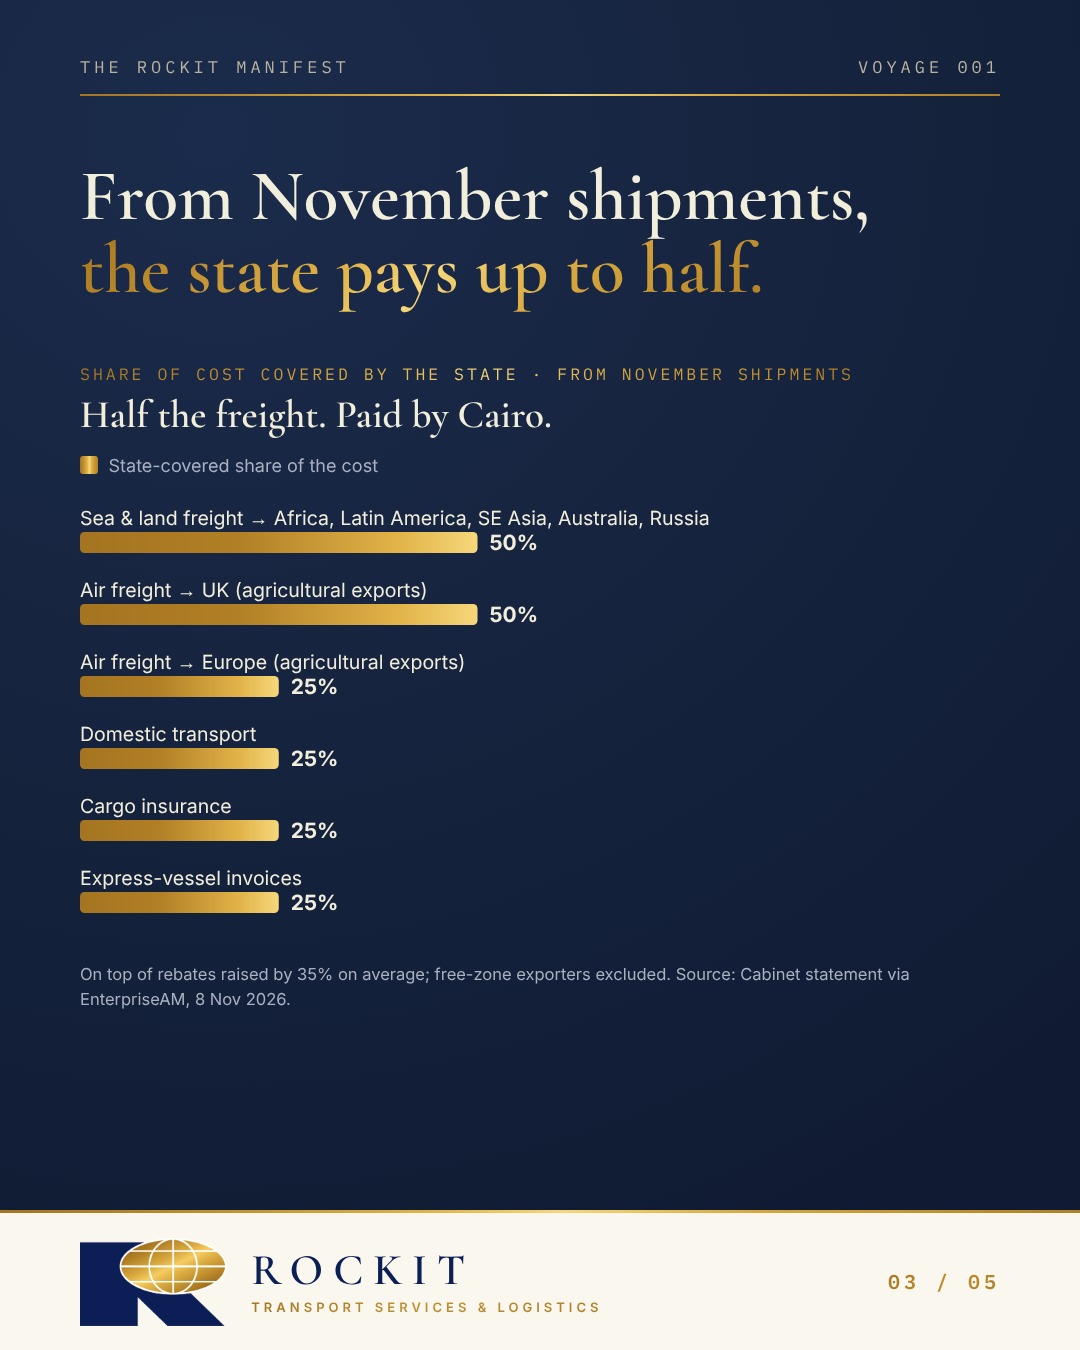 THE ROCKIT MANIFEST
VOYAGE 001
From November shipments,
the state pays up to half.
SHARE OF COST COVERED BY THE STATE · FROM NOVEMBER SHIPMENTS
Half the freight. Paid by Cairo.
State-covered share of the cost
Sea & land freight → Africa, Latin America, SE Asia, Australia, Russia
50%
Air freight → UK (agricultural exports)
50%
Air freight → Europe (agricultural exports)
25%
Domestic transport
25%
Cargo insurance
25%
Express-vessel invoices
25%
On top of rebates raised by 35% on average; free-zone exporters excluded. Source: Cabinet statement via
EnterpriseAM, 8 Nov 2026.
ROCKIT
TRANSPORT SERVICES & LOGISTICS
03 / 05